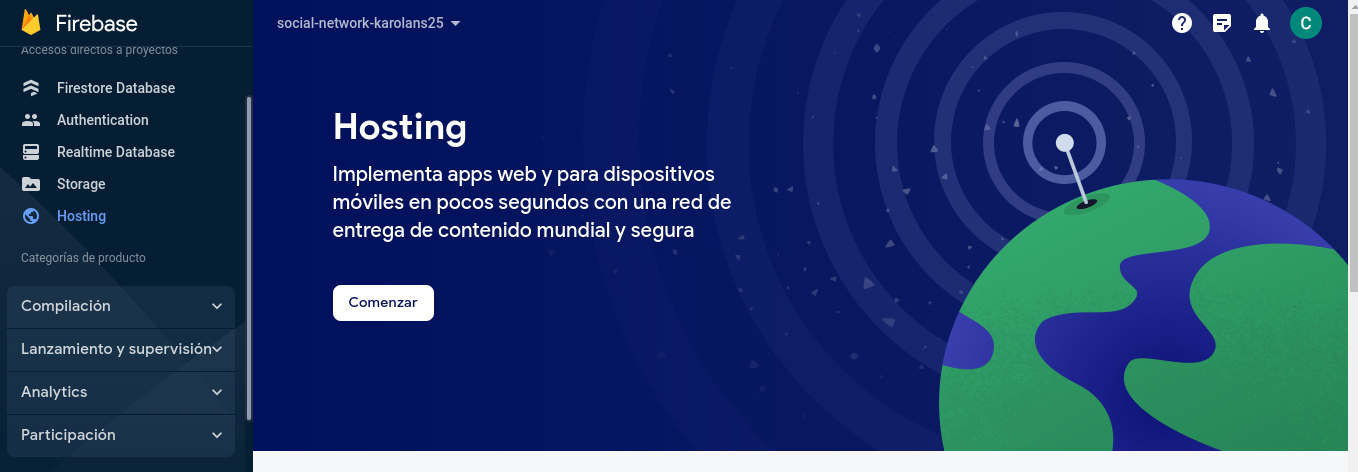 Firebase
Accesos directos a proyectos
Firestore Database
Authentication
Realtime Database
Storage
Hosting
Categorías de producto
Compilación
Lanzamiento y supervisión
Analytics
Participación
social-network-karolans25
C
Hosting
Implementa apps web y para dispositivos
móviles en pocos segundos con una red de
entrega de contenido mundial y segura
Comenzar